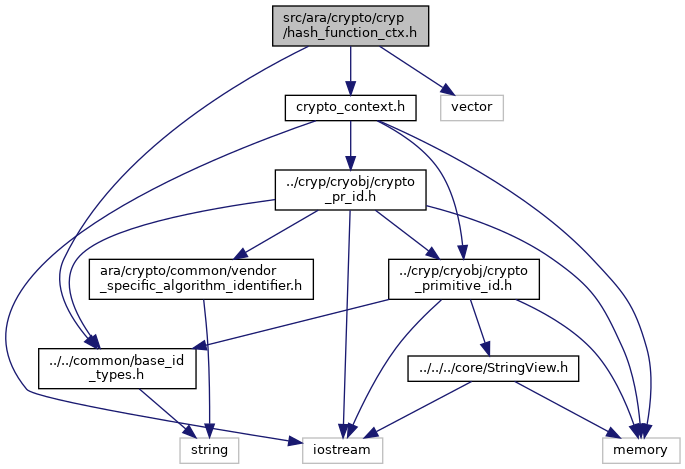 src/ara/crypto/cryp
/hash_function_ctx.h
crypto_context.h
vector
../cryp/cryobj/crypto
_pr_id.h
ara/crypto/common/vendor
_specific_algorithm_identifier.h
../cryp/cryobj/crypto
_primitive_id.h
../../common/base_id
_types.h
../../../core/StringView.h
string
iostream
memory